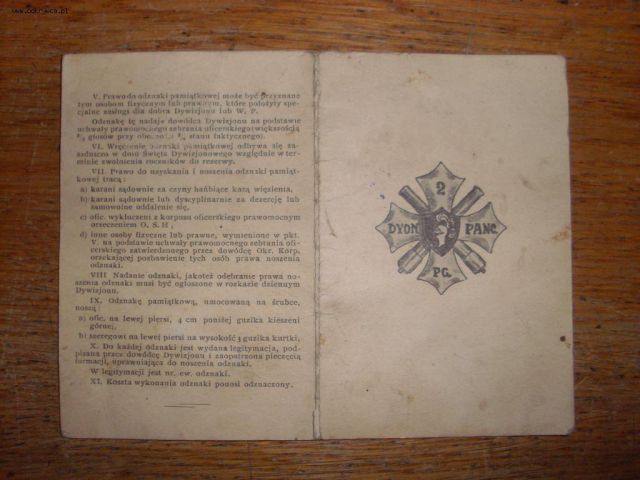 www.odkrywca.pl
V. Prawo do odznaki pamiątkowej może być przyznane
tym osobom fizycznym lub prawnym, które położyły spe-
cjalne zasługi dla dobra Dywizjonu lub W. P.
Odznakę tę nadaje dowódca Dywizjonu na podstawie
uchwały prawomocnego zebrania oficerskiego (większością
głosów przy obec. stanu faktycznego).
VI. Wręczenie odznaki pamiątkowej odbywa się za-
sadniczo w dniu Święta Dywizjonowego względnie w ter-
minie zwolnienia roczników do rezerwy.
VII. Prawo do uzyskania i noszenia odznaki pamiąt-
kowej tracą:
a) karani sądownie za czyny hańbiące karą więzienia,
b) karani sądownie lub dyscyplinarnie za dezercję lub
samowolne oddalenie się,
c) ofic. wykluczeni z korpusu oficerskiego prawomocnym
orzeczeniem O. S. H,
d) inne osoby fizyczne lub prawne, wymienione w pkt.
V. na podstawie uchwały prawomocnego zebrania ofi-
cerskiego zatwierdzonego przez dowódcę Okr. Korp.
orzekającej pozbawienie tych osób prawa noszenia
odznaki.
VIII Nadanie odznaki, jakoteż odebranie prawa no-
szenia odznaki musi być ogłoszone w rozkazie dziennym
Dywizjonu.
IX. Odznakę pamiątkową, umocowaną na śrubce,
noszą:
a) ofic. na lewej piersi, 4 cm poniżej guzika kieszeni
górnej,
b) szeregowi na lewej piersi na wysokość 3 guzika kurtki,
X. Do każdej odznaki jest wydana legitymacja, pod-
pisana przez dowódcę Dywizjonu i zaopatrzona pieczęcią
formacji, uprawniająca do noszenia odznaki.
W legitymacji jest nr. ew. odznaki.
XI. Koszta wykonania odznaki ponosi odznaczony.
2
DYON PANC.
PC.